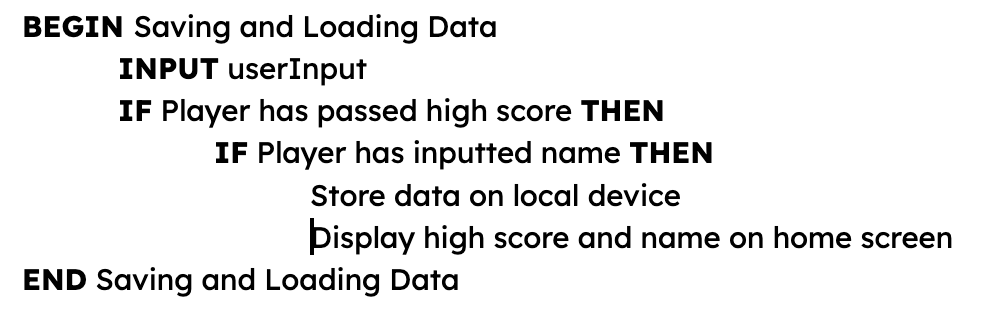 BEGIN Saving and Loading Data
INPUT userInput
IF Player has passed high score THEN
IF Player has inputted name THEN
Store data on local device
Display high score and name on home screen
END Saving and Loading Data